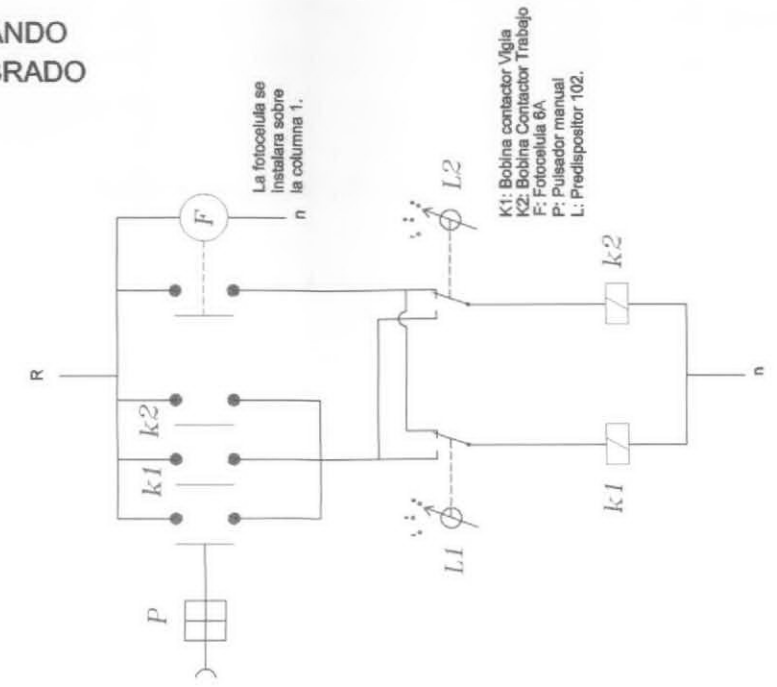 ANDO
BRADO
La fotocelula se
instalara sobre
la columna 1.
R
F
n
k2
k1
P
L1
L2
K1: Bobina contactor Vigia
K2: Bobina Contactor Trabajo
F: Fotocelula 6A
P: Pulsador manual
L: Predispositor 102.
k1
k2
n